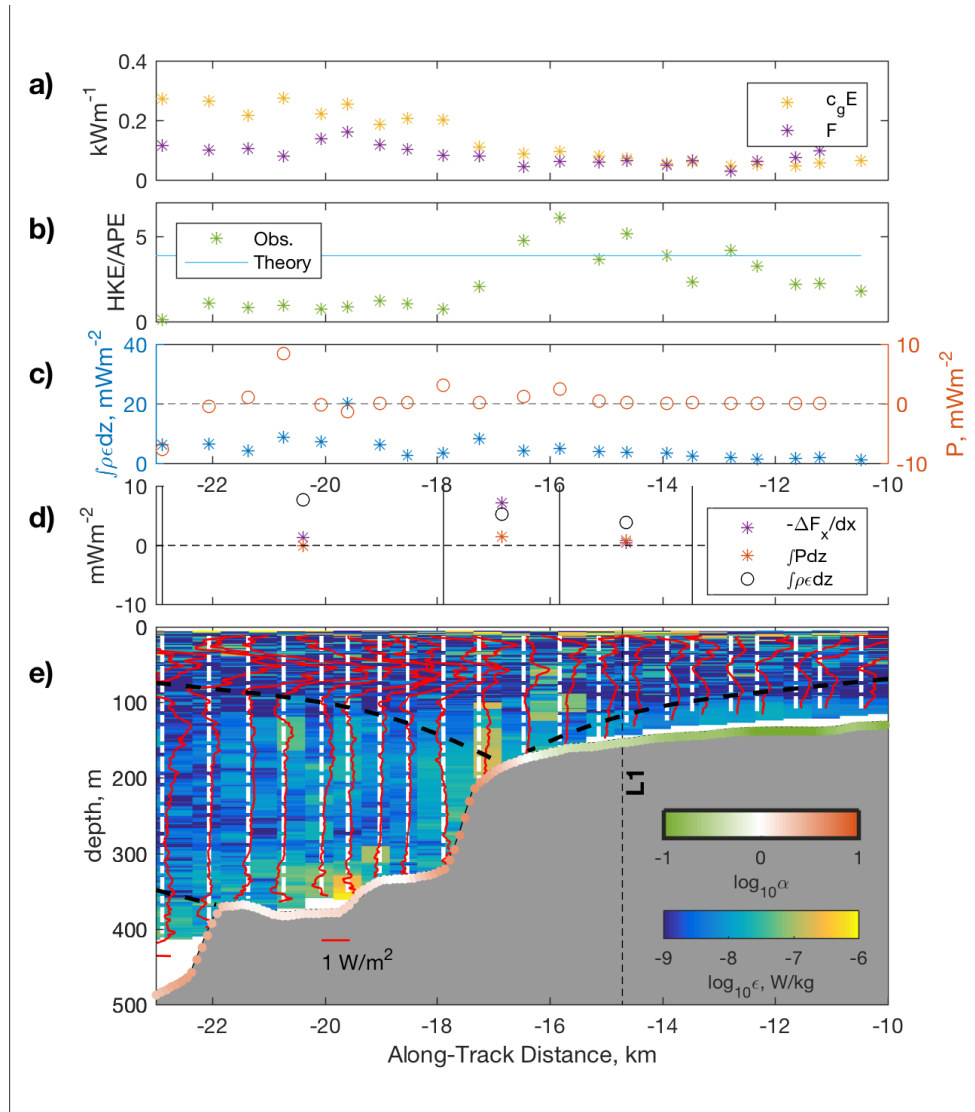 a)
0.4
0.2
0
kWm⁻¹
c_gE
F
b)
5
0
HKE/APE
Obs.
Theory
c)
40
20
0
∫ρϵdz, mWm⁻²
10
0
-10
P, mWm⁻²
-22 -20 -18 -16 -14 -12 -10
d)
10
0
-10
mWm⁻²
-ΔF_x/dx
∫Pdz
∫ρϵdz
e)
0
100
200
300
400
500
depth, m
L1
1 W/m²
-1 0 1
log₁₀α
-9 -8 -7 -6
log₁₀ϵ, W/kg
-22 -20 -18 -16 -14 -12 -10
Along-Track Distance, km